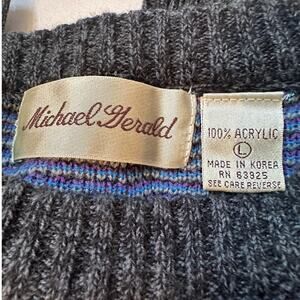 Michael Gerald
100% ACRYLIC
L
MADE IN KOREA
RN 63925
SEE CARE REVERSE